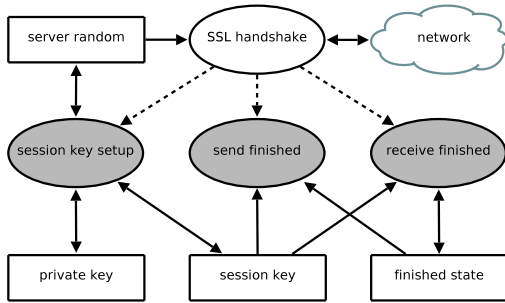 server random
SSL handshake
network
session key setup
send finished
receive finished
private key
session key
finished state